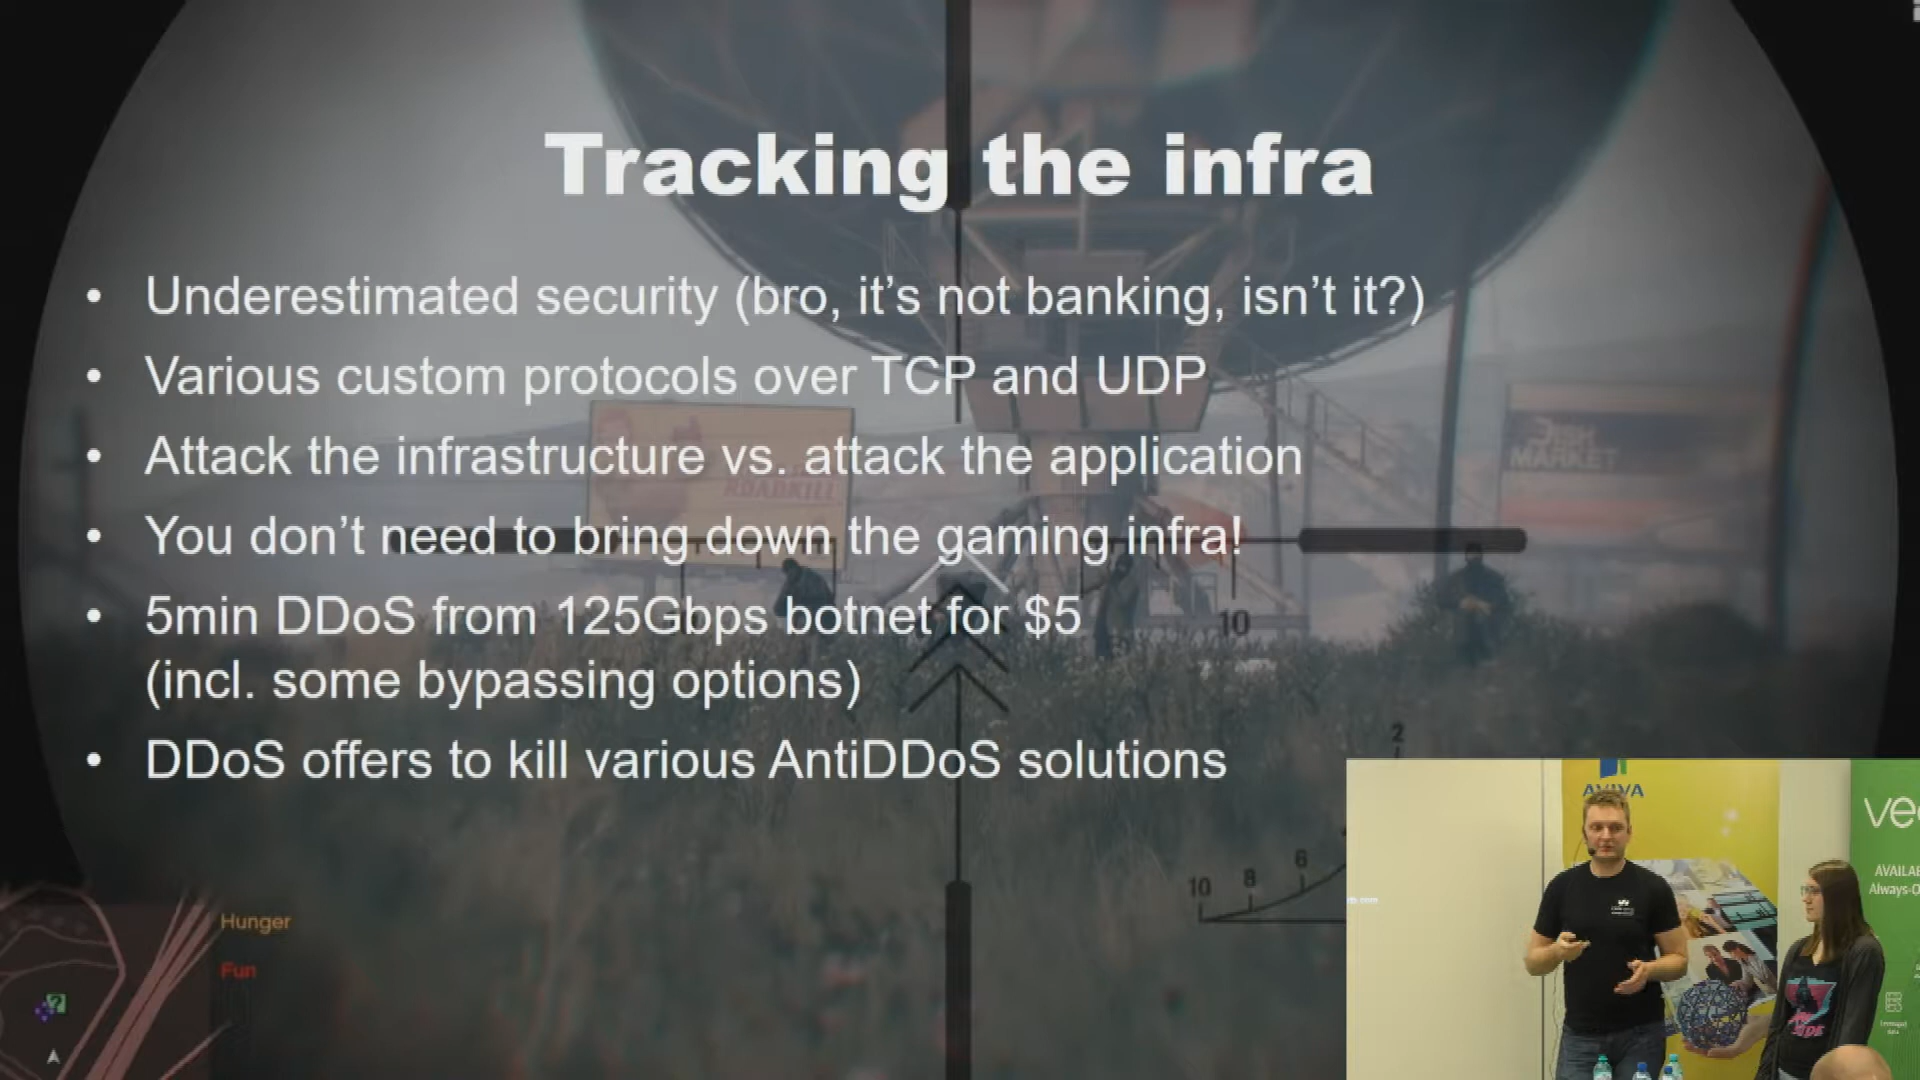 Tracking the infra
• Underestimated security (bro, it's not banking, isn't it?)
• Various custom protocols over TCP and UDP
• Attack the infrastructure vs. attack the application
• You don't need to bring down the gaming infra!
• 5min DDoS from 125Gbps botnet for $5
(incl. some bypassing options)
• DDoS offers to kill various AntiDDoS solutions
ROADKILL
DISH
MARKET
10
2
10 8 6
Hunger
Fun
?
AVIVA
Always-O